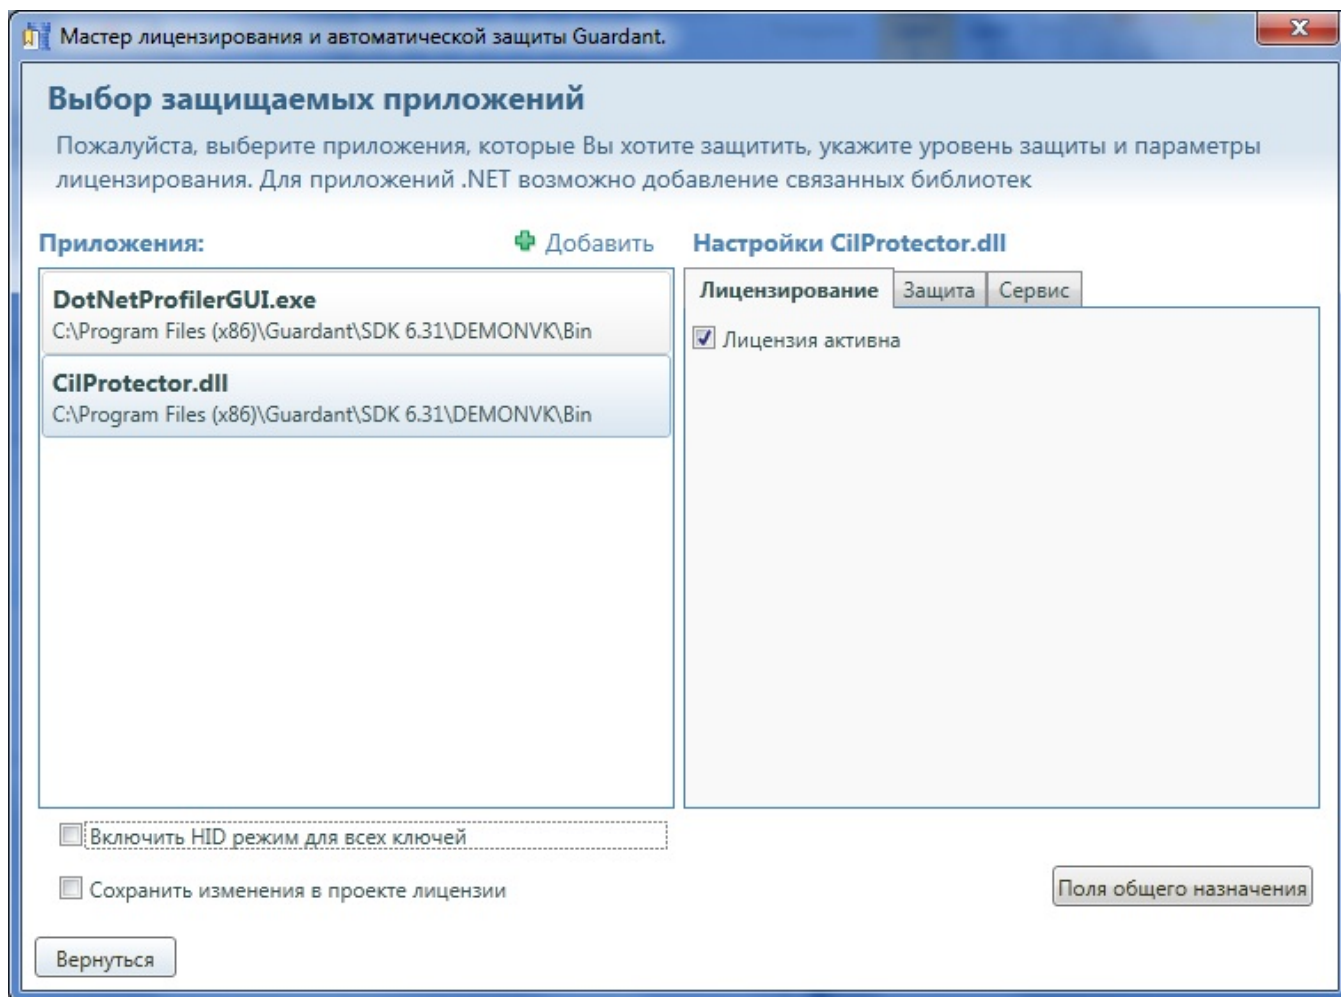 Мастер лицензирования и автоматической защиты Guardant.
Выбор защищаемых приложений
Пожалуйста, выберите приложения, которые Вы хотите защитить, укажите уровень защиты и параметры
лицензирования. Для приложений .NET возможно добавление связанных библиотек
Приложения:
Добавить
DotNetProfilerGUI.exe
C:\Program Files (x86)\Guardant\SDK 6.31\DEMONVK\Bin
CilProtector.dll
C:\Program Files (x86)\Guardant\SDK 6.31\DEMONVK\Bin
Настройки CilProtector.dll
Лицензирование Защита Сервис
Лицензия активна
Включить HID режим для всех ключей
Сохранить изменения в проекте лицензии
Поля общего назначения
Вернуться